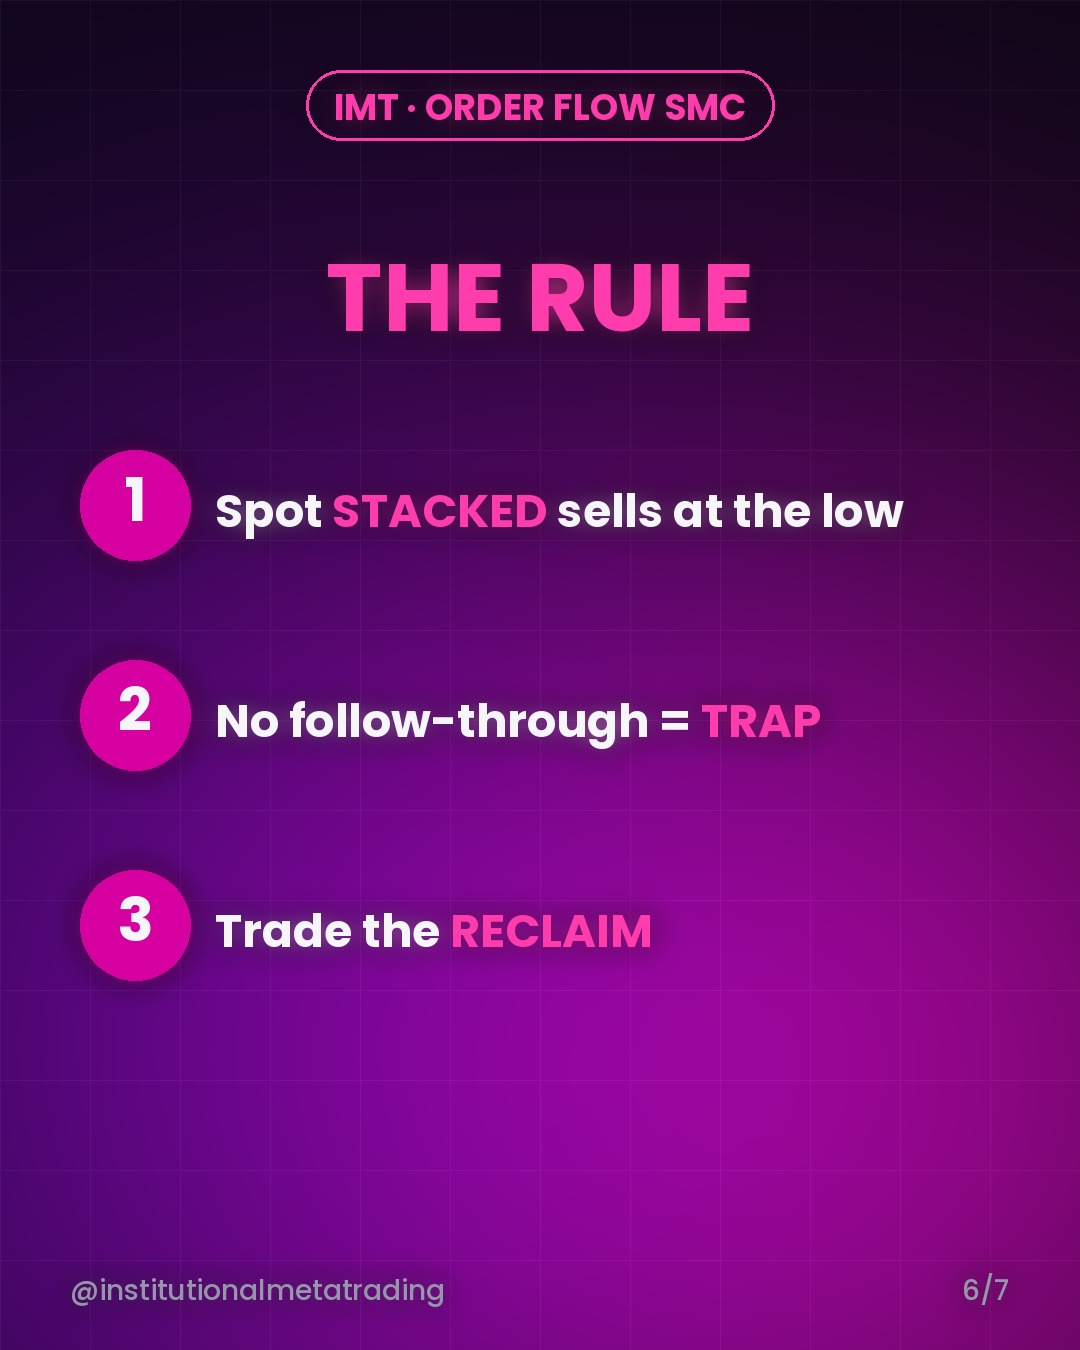 IMT · ORDER FLOW SMC
THE RULE
1
Spot STACKED sells at the low
2
No follow-through = TRAP
3
Trade the RECLAIM
@institutionalmetatrading
6/7